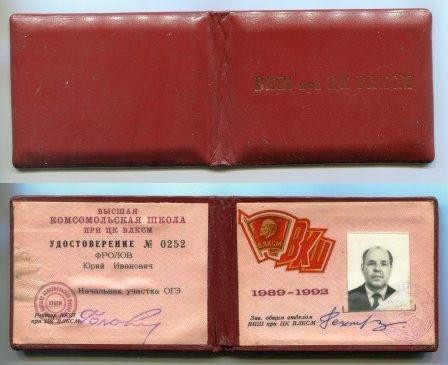 ВКШ при ЦК ВЛКСМ
ВЫСШАЯ
КОМСОМОЛЬСКАЯ ШКОЛА
ПРИ ЦК ВЛКСМ
УДОСТОВЕРЕНИЕ № 0252
ФРОЛОВ
Юрий Иванович
Начальник участка ОГЭ
Ректор ВКШ
при ЦК ВЛКСМ
ВЛКСМ
ВКШ
1989-1992
Зав. общим отделом
ВКШ при ЦК ВЛКСМ